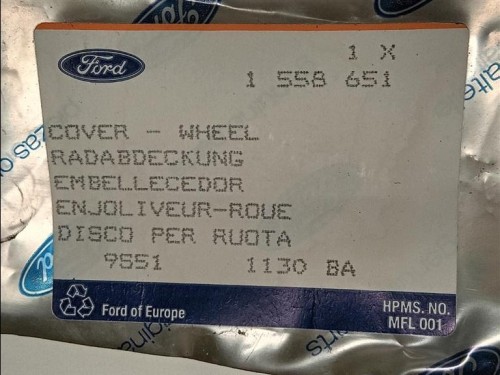 Ford
1 X
1 558 651
COVER - WHEEL
RADABDECKUNG
EMBELLECEDOR
ENJOLIVEUR-ROUE
DISCO PER RUOTA
9551 1130 BA
Ford of Europe
HPMS. NO.
MFL 001